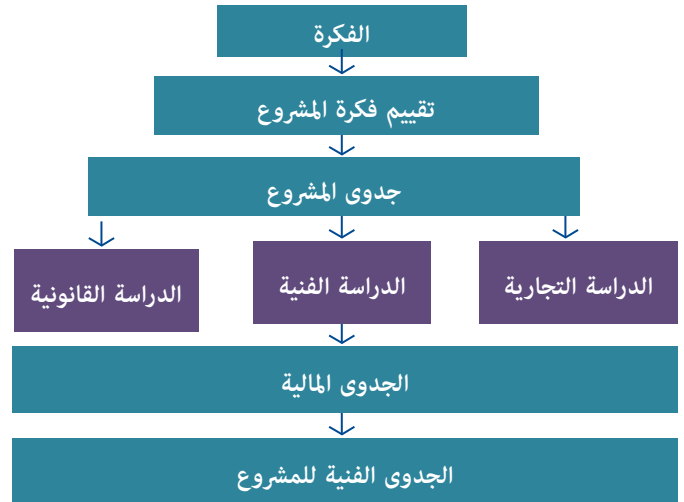 الفكرة
تقييم فكرة المشروع
جدوى المشروع
الدراسة التجارية
الدراسة الفنية
الدراسة القانونية
الجدوى المالية
الجدوى الفنية للمشروع